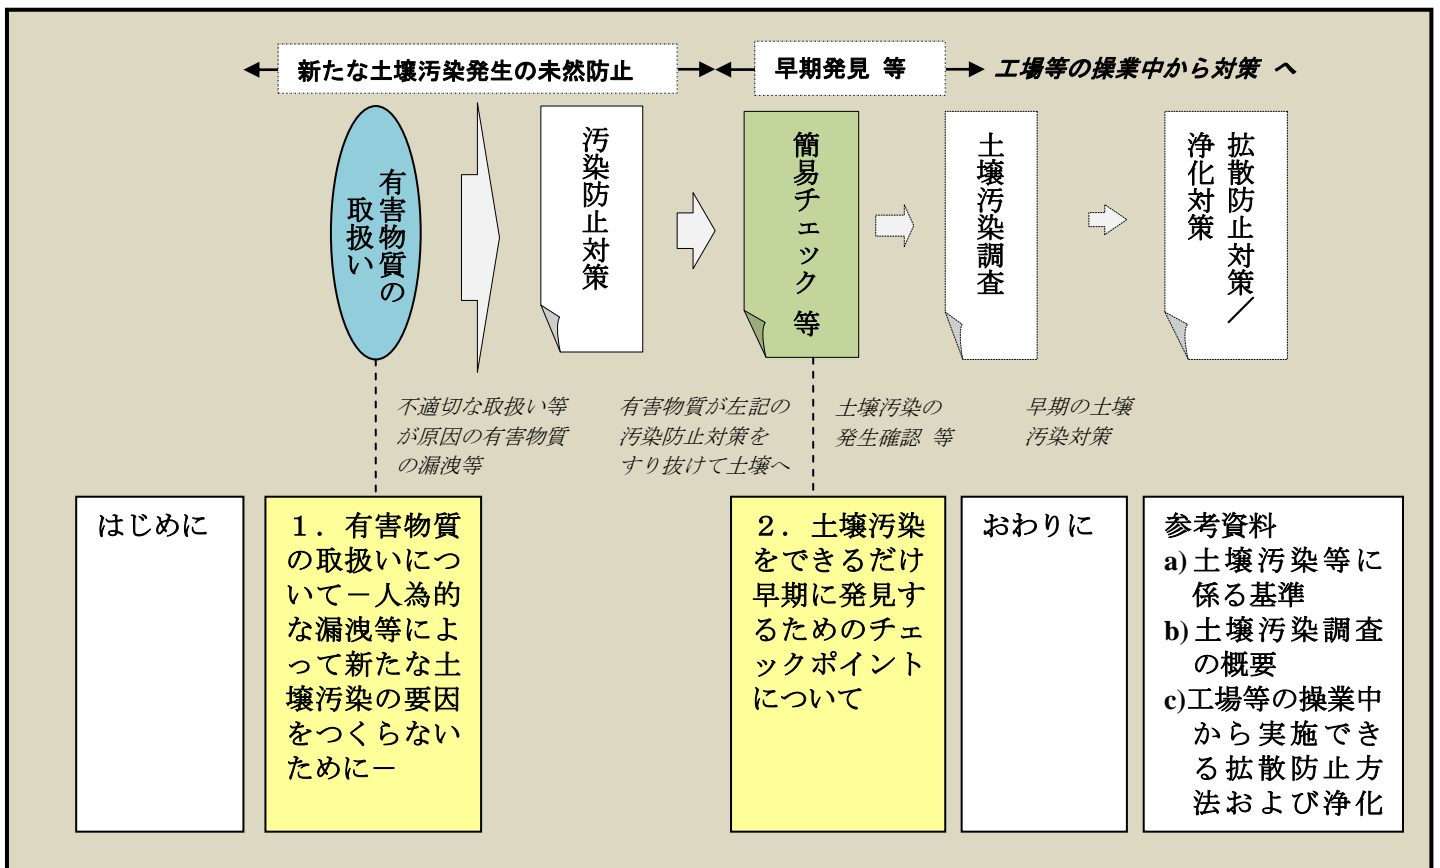 新たな土壌汚染発生の未然防止
早期発見 等
工場等の操業中から対策 へ
有害物質の
取扱い
汚染防止対策
簡易チェック 等
土壌汚染調査
拡散防止対策／
浄化対策
不適切な取扱い等
が原因の有害物質
の漏洩等
有害物質が左記の
汚染防止対策を
すり抜けて土壌へ
土壌汚染の
発生確認 等
早期の土壌
汚染対策
はじめに
１．有害物質
の取扱いにつ
いて－人為的
な漏洩等によ
って新たな土
壌汚染の要因
をつくらない
ために－
２．土壌汚染
をできるだけ
早期に発見す
るためのチェ
ックポイント
について
おわりに
参考資料
a)土壌汚染等に
係る基準
b)土壌汚染調査
の概要
c)工場等の操業中
から実施でき
る拡散防止方
法および浄化